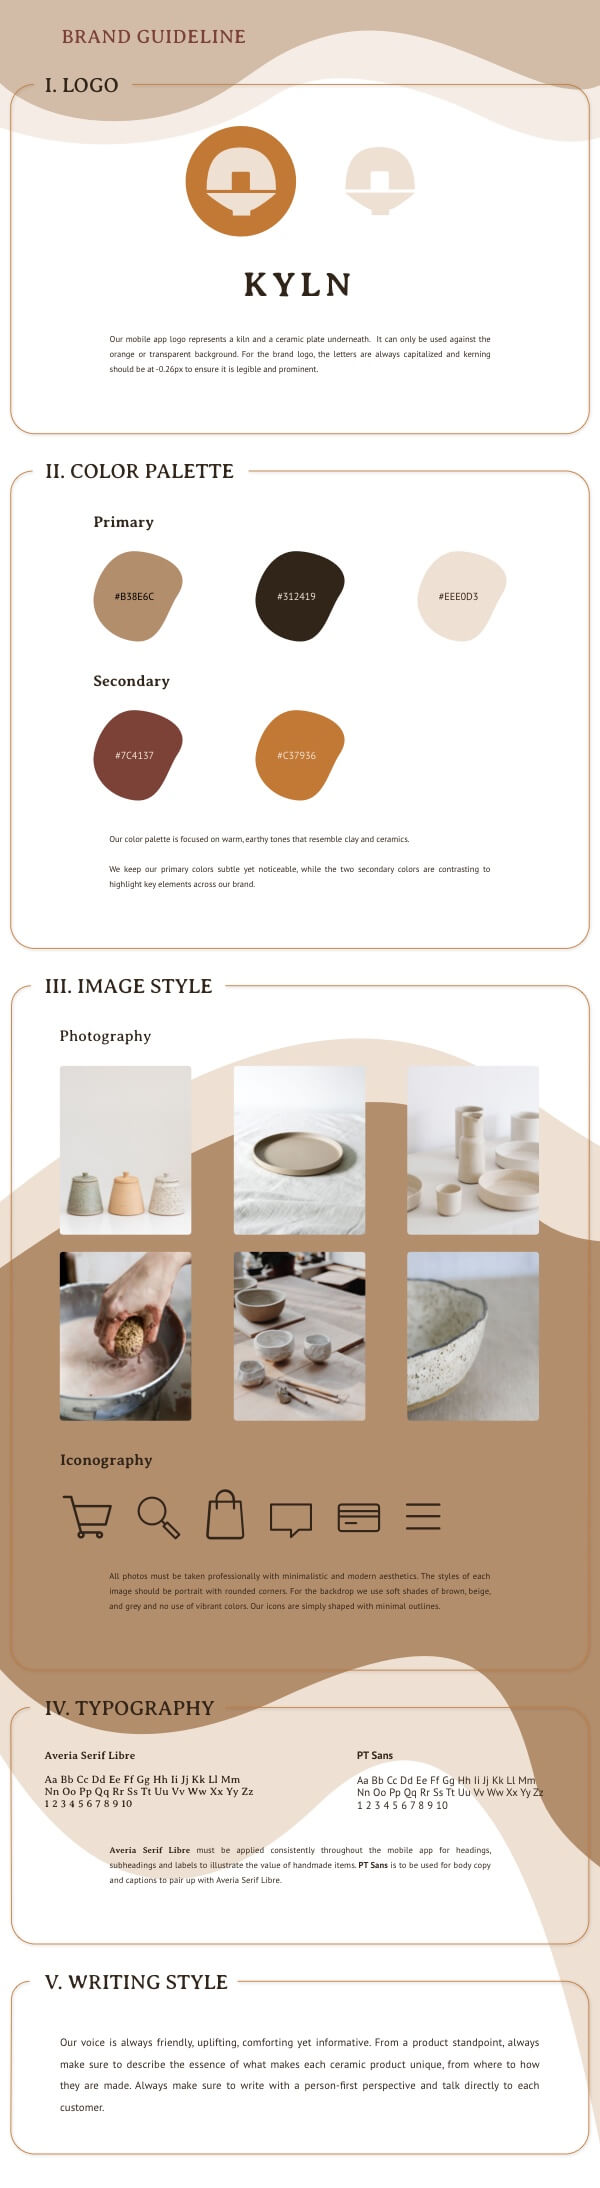 BRAND GUIDELINE
I. LOGO
KYLN
Our mobile app logo represents a kiln and a ceramic plate underneath. It can only be used against the
orange or transparent background. For the brand logo, the letters are always capitalized and kerning
should be at -0.26px to ensure it is legible and prominent.
II. COLOR PALETTE
Primary
#B38E6C
#312419
#EEE0D3
Secondary
#7C4137
#C37936
Our color palette is focused on warm, earthy tones that resemble clay and ceramics.
We keep our primary colors subtle yet noticeable, while the two secondary colors are contrasting to
highlight key elements across our brand.
III. IMAGE STYLE
Photography
Iconography
All photos must be taken professionally with minimalistic and modern aesthetics. The styles of each
image should be portrait with rounded corners. For the backdrop we use soft shades of brown, beige,
and grey and no use of vibrant colors. Our icons are simply shaped with minimal outlines.
IV. TYPOGRAPHY
Averia Serif Libre
Aa Bb Cc Dd Ee Ff Gg Hh Ii Jj Kk Ll Mm
Nn Oo Pp Qq Rr Ss Tt Uu Vv Ww Xx Yy Zz
1 2 3 4 5 6 7 8 9 10
PT Sans
Aa Bb Cc Dd Ee Ff Gg Hh Ii Jj Kk Ll Mm
Nn Oo Pp Qq Rr Ss Tt Uu Vv Ww Xx Yy Zz
1 2 3 4 5 6 7 8 9 10
Averia Serif Libre must be applied consistently throughout the mobile app for headings,
subheadings and labels to illustrate the value of handmade items. PT Sans is to be used for body copy
and captions to pair up with Averia Serif Libre.
V. WRITING STYLE
Our voice is always friendly, uplifting, comforting yet informative. From a product standpoint, always
make sure to describe the essence of what makes each ceramic product unique, from where to how
they are made. Always make sure to write with a person-first perspective and talk directly to each
customer.